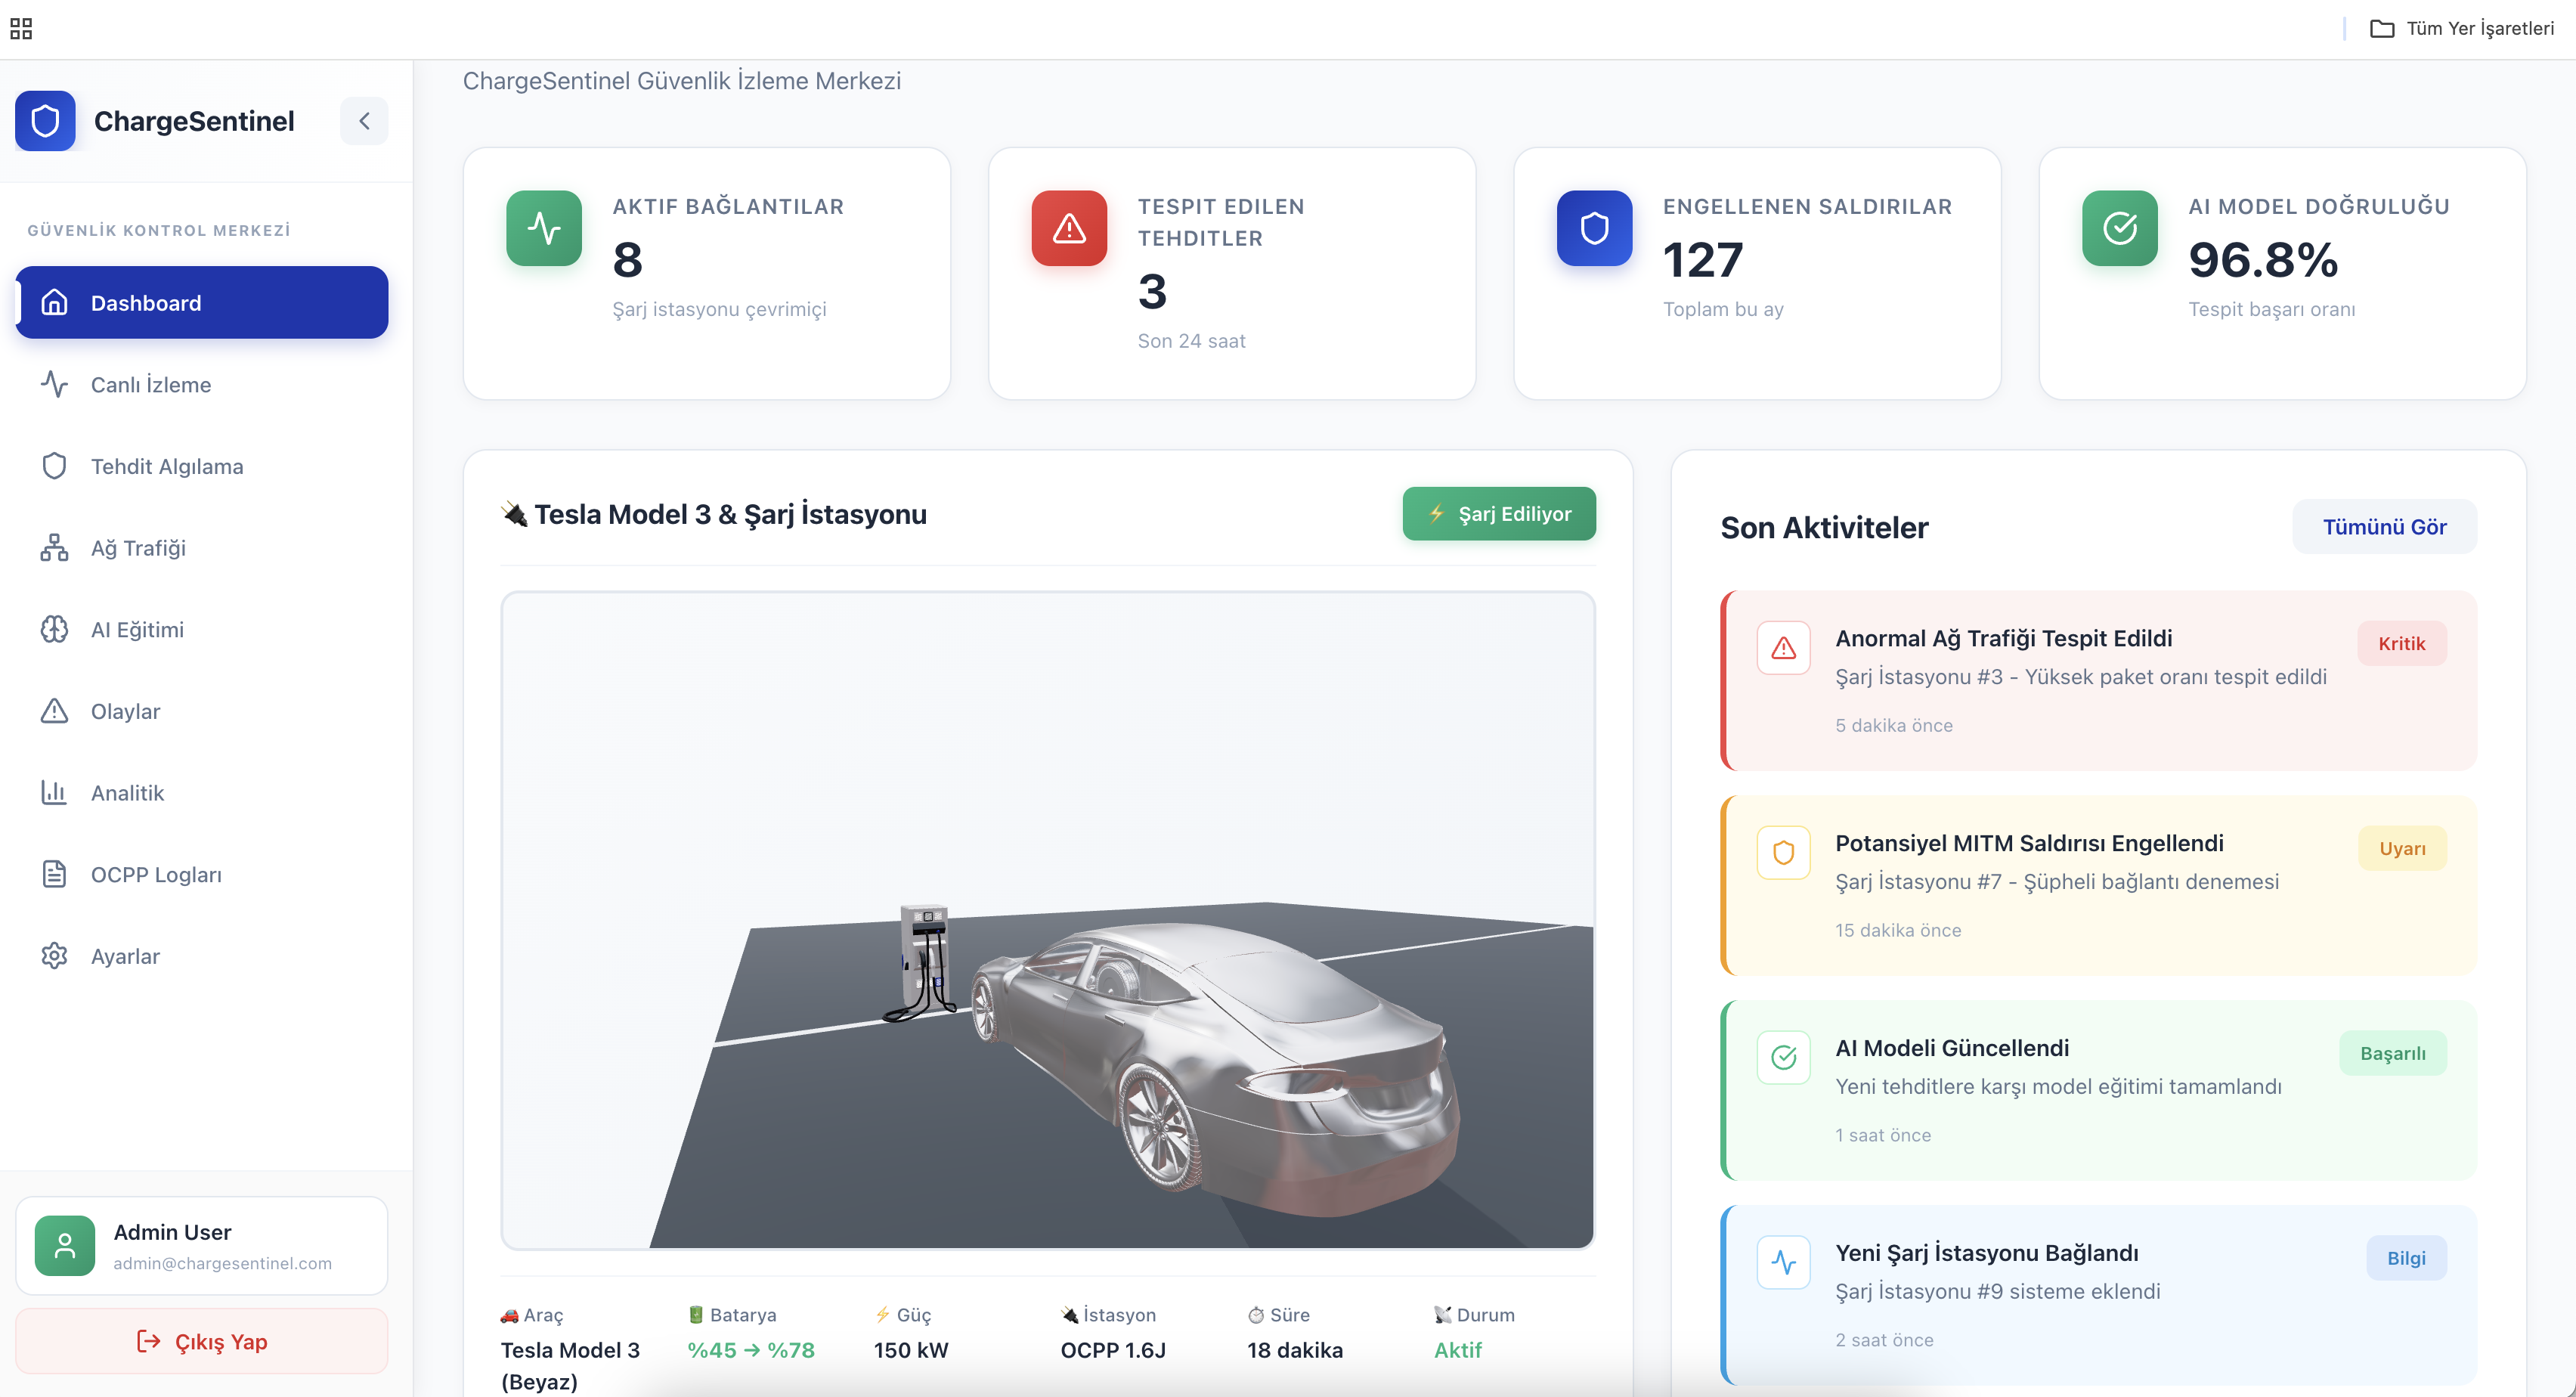 Tüm Yer İşaretleri
ChargeSentinel
GÜVENLİK KONTROL MERKEZİ
Dashboard
Canlı İzleme
Tehdit Algılama
Ağ Trafiği
AI Eğitimi
Olaylar
Analitik
OCPP Logları
Ayarlar
Admin User
admin@chargesentinel.com
Çıkış Yap
ChargeSentinel Güvenlik İzleme Merkezi
AKTIF BAĞLANTILAR
8
Şarj istasyonu çevrimiçi
TESPIT EDILEN
TEHDITLER
3
Son 24 saat
ENGELLENEN SALDIRILAR
127
Toplam bu ay
AI MODEL DOĞRULUĞU
96.8%
Tespit başarı oranı
🔌 Tesla Model 3 & Şarj İstasyonu
⚡ Şarj Ediliyor
🚗 Araç
Tesla Model 3
(Beyaz)
🔋 Batarya
%45 → %78
⚡ Güç
150 kW
🔌 İstasyon
OCPP 1.6J
⏱ Süre
18 dakika
📡 Durum
Aktif
Son Aktiviteler
Tümünü Gör
Anormal Ağ Trafiği Tespit Edildi
Kritik
Şarj İstasyonu #3 - Yüksek paket oranı tespit edildi
5 dakika önce
Potansiyel MITM Saldırısı Engellendi
Uyarı
Şarj İstasyonu #7 - Şüpheli bağlantı denemesi
15 dakika önce
AI Modeli Güncellendi
Başarılı
Yeni tehditlere karşı model eğitimi tamamlandı
1 saat önce
Yeni Şarj İstasyonu Bağlandı
Bilgi
Şarj İstasyonu #9 sisteme eklendi
2 saat önce